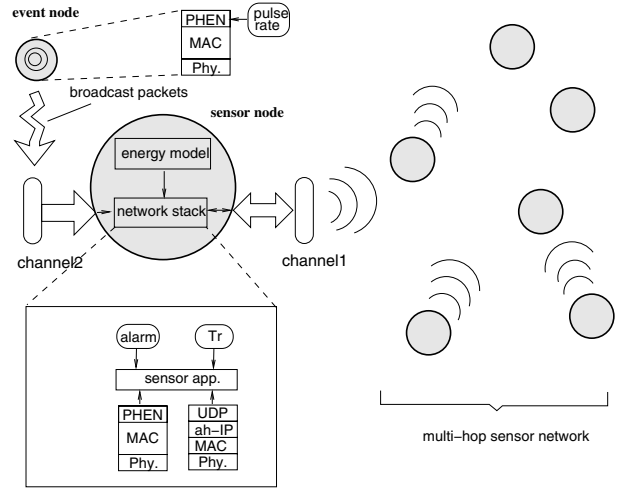 event node
PHEN
MAC
Phy.
pulse
rate
broadcast packets
sensor node
energy model
network stack
channel2
channel1
alarm
Tr
sensor app.
PHEN
MAC
Phy.
UDP
ah-IP
MAC
Phy.
multi-hop sensor network